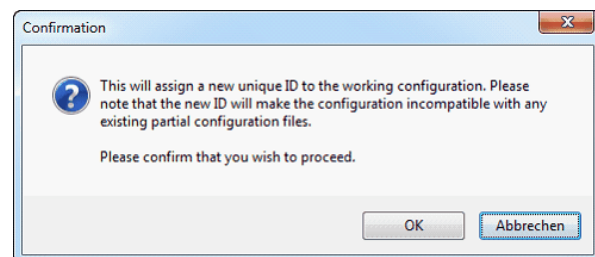 Confirmation
This will assign a new unique ID to the working configuration. Please
note that the new ID will make the configuration incompatible with any
existing partial configuration files.
Please confirm that you wish to proceed.
OK
Abbrechen